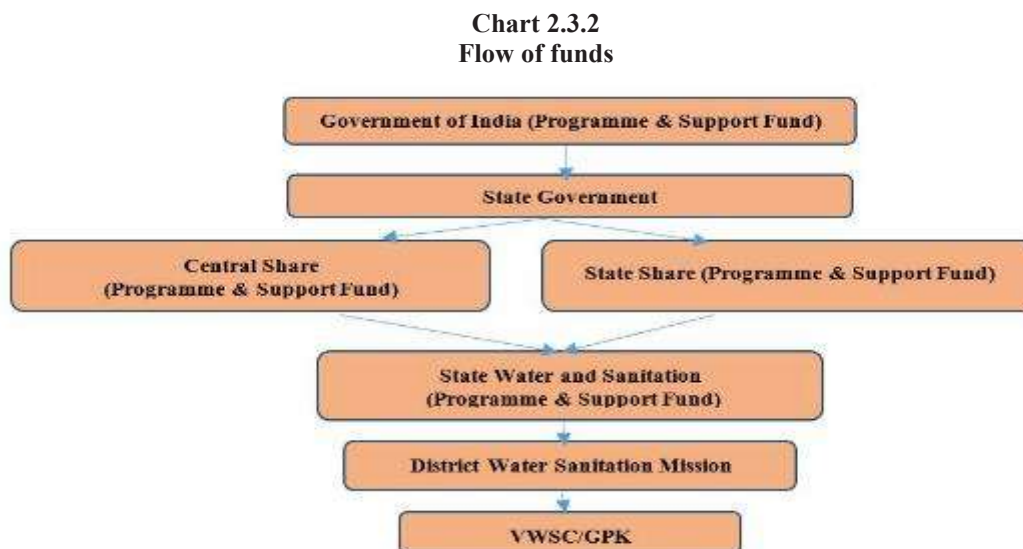 Chart 2.3.2
Flow of funds
Government of India (Programme & Support Fund)
State Government
Central Share
(Programme & Support Fund)
State Share (Programme & Support Fund)
State Water and Sanitation
(Programme & Support Fund)
District Water Sanitation Mission
VWSC/GPK